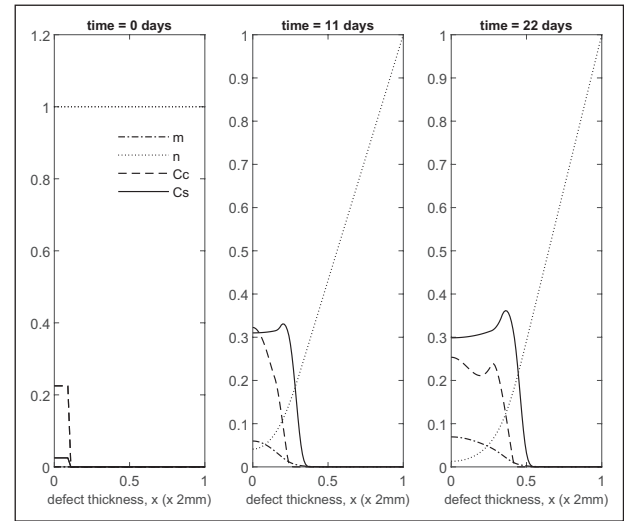 time = 0 days
1.2
1
0.8
0.6
0.4
0.2
0
0 0.5 1
defect thickness, x (x 2mm)
m
n
Cc
Cs
time = 11 days
1
0.9
0.8
0.7
0.6
0.5
0.4
0.3
0.2
0.1
0
0 0.5 1
defect thickness, x (x 2mm)
time = 22 days
1
0.9
0.8
0.7
0.6
0.5
0.4
0.3
0.2
0.1
0
0 0.5 1
defect thickness, x (x 2mm)